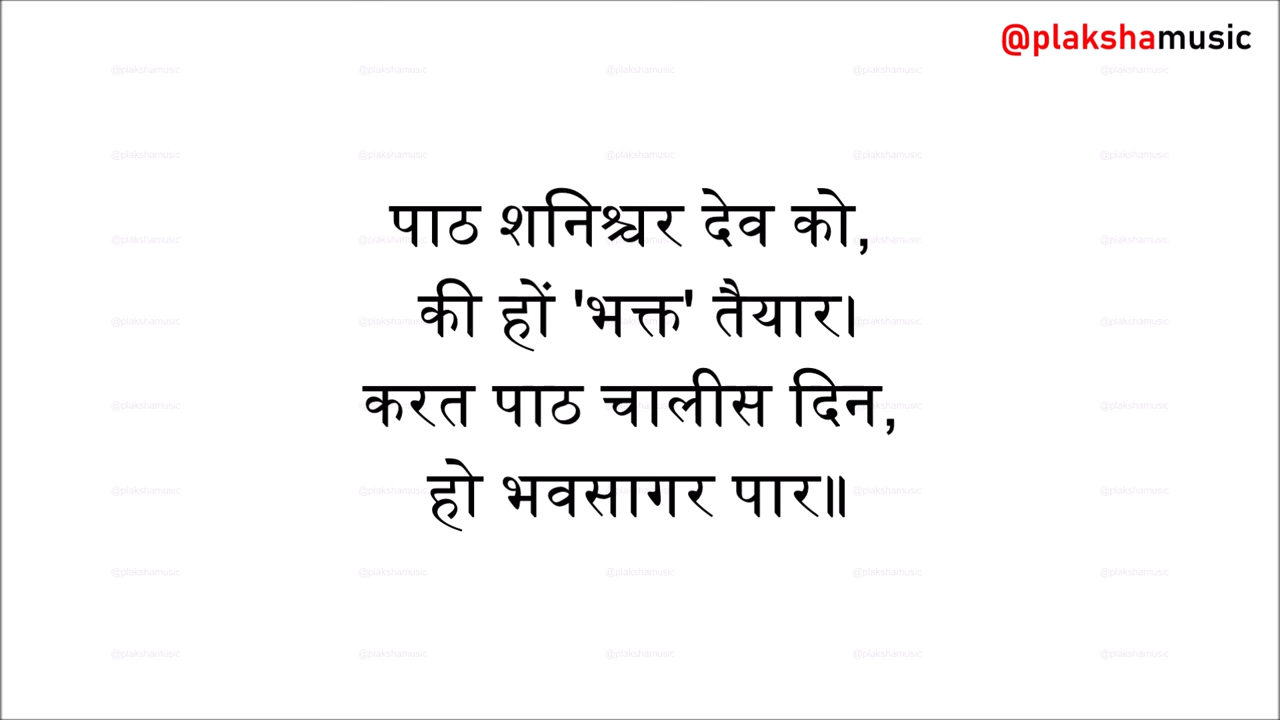 @plakshamusic
पाठ शनिश्चर देव को,
की हों 'भक्त' तैयार।
करत पाठ चालीस दिन,
हो भवसागर पार॥